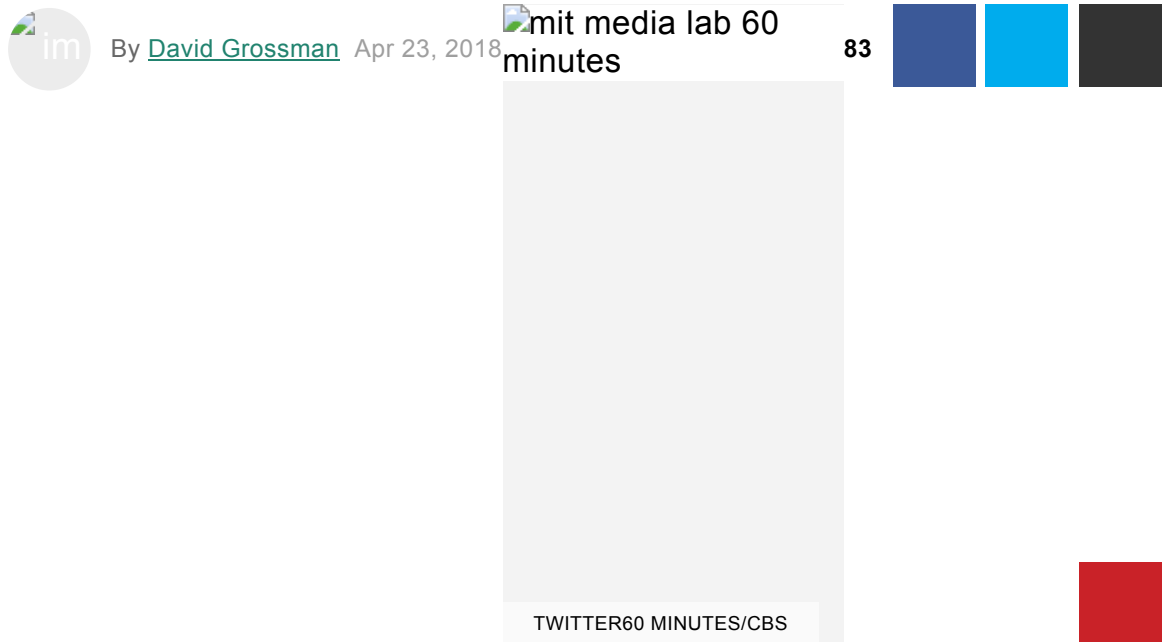 im
By David Grossman Apr 23, 2018
mit media lab 60
minutes
83
TWITTER60 MINUTES/CBS